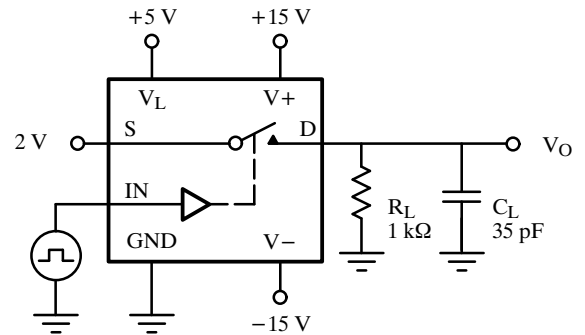 +5 V
+15 V
V_L
V+
2 V
S
D
V_O
IN
R_L
1 kΩ
C_L
35 pF
GND
V−
−15 V